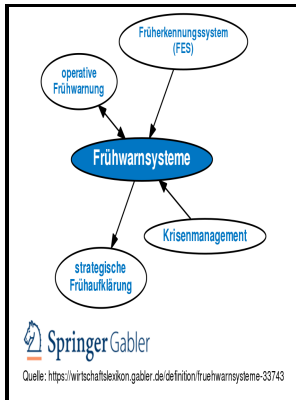 Früherkennungssystem
(FES)
operative
Frühwarnung
Frühwarnsysteme
Krisenmanagement
strategische
Frühaufklärung
Springer Gabler
Quelle: https://wirtschaftslexikon.gabler.de/definition/fruehwarnsysteme-33743